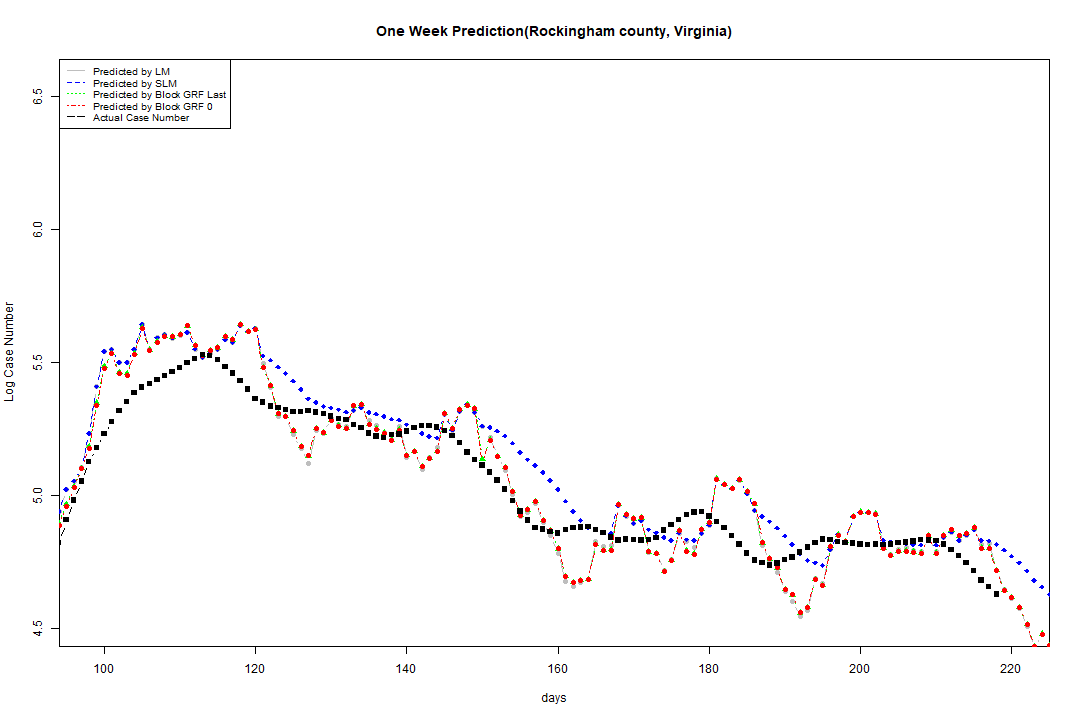 One Week Prediction(Rockingham county, Virginia)
Predicted by LM
Predicted by SLM
Predicted by Block GRF Last
Predicted by Block GRF 0
Actual Case Number
Log Case Number
6.5
6.0
5.5
5.0
4.5
100 120 140 160 180 200 220
days